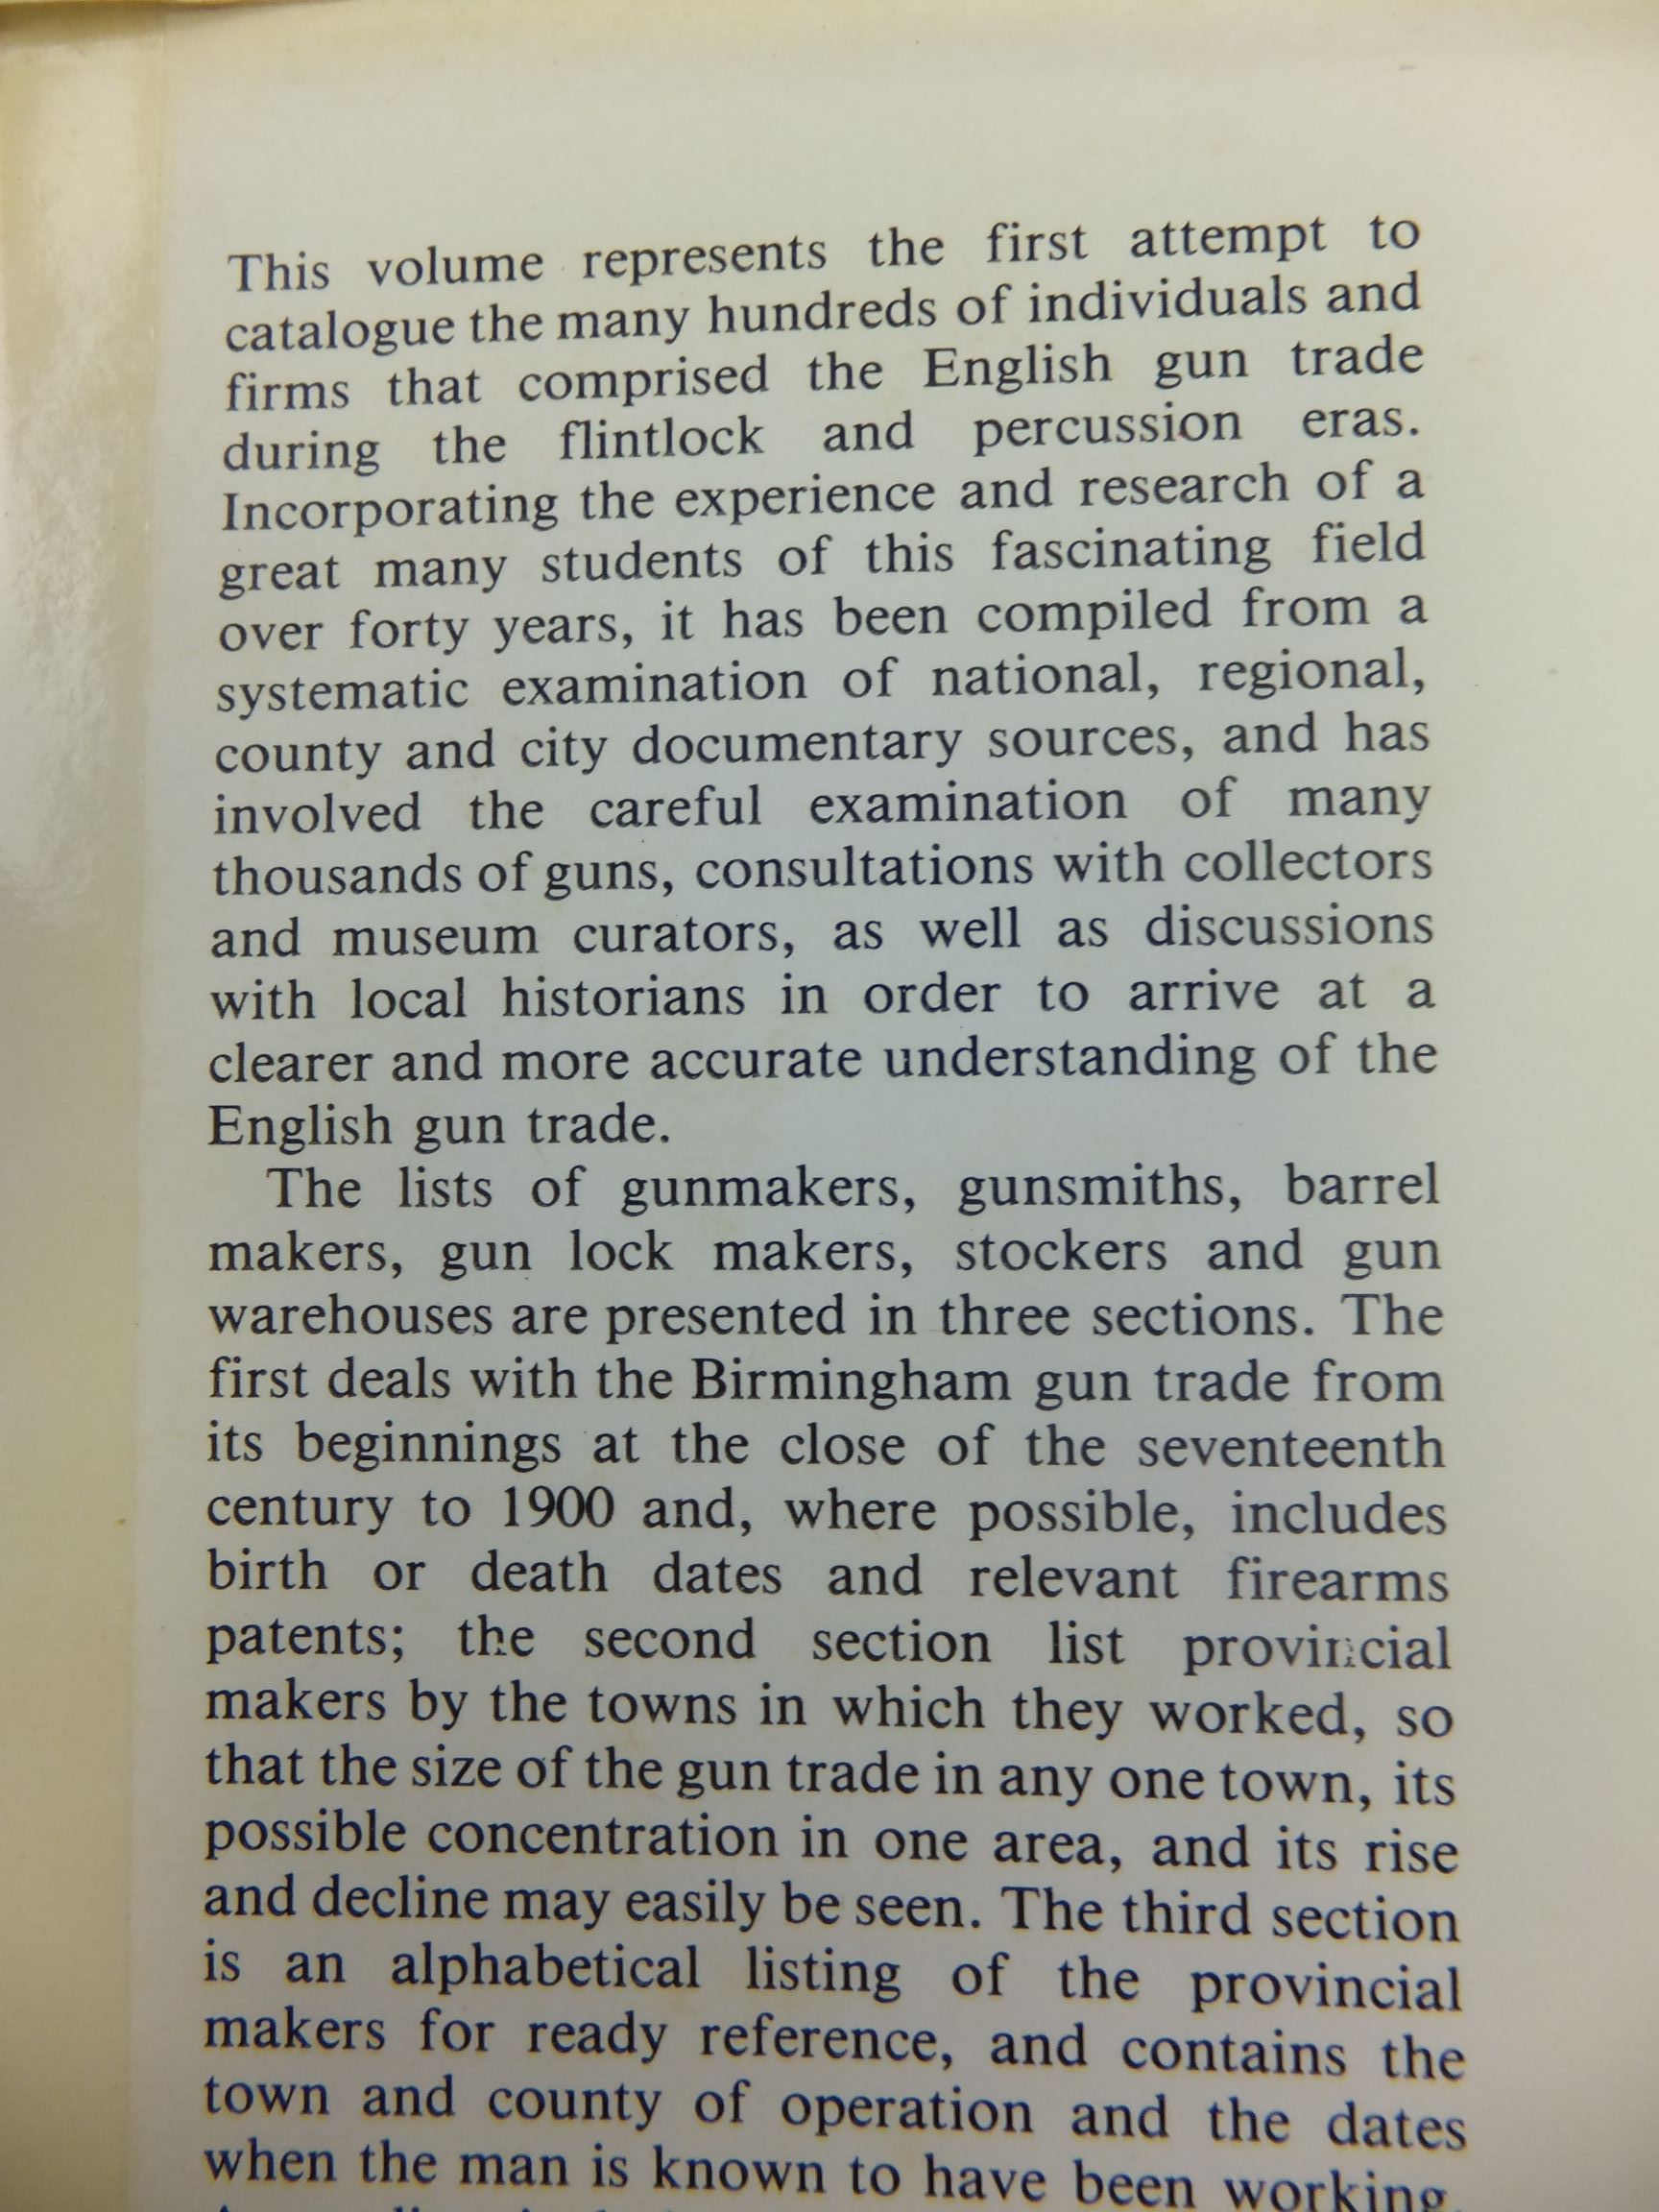 This volume represents the first attempt to
catalogue the many hundreds of individuals and
firms that comprised the English gun trade
during the flintlock and percussion eras.
Incorporating the experience and research of a
great many students of this fascinating field
over forty years, it has been compiled from a
systematic examination of national, regional,
county and city documentary sources, and has
involved the careful examination of many
thousands of guns, consultations with collectors
and museum curators, as well as discussions
with local historians in order to arrive at a
clearer and more accurate understanding of the
English gun trade.
The lists of gunmakers, gunsmiths, barrel
makers, gun lock makers, stockers and gun
warehouses are presented in three sections. The
first deals with the Birmingham gun trade from
its beginnings at the close of the seventeenth
century to 1900 and, where possible, includes
birth or death dates and relevant firearms
patents; the second section list provincial
makers by the towns in which they worked, so
that the size of the gun trade in any one town, its
possible concentration in one area, and its rise
and decline may easily be seen. The third section
is an alphabetical listing of the provincial
makers for ready reference, and contains the
town and county of operation and the dates
when the man is known to have been working.